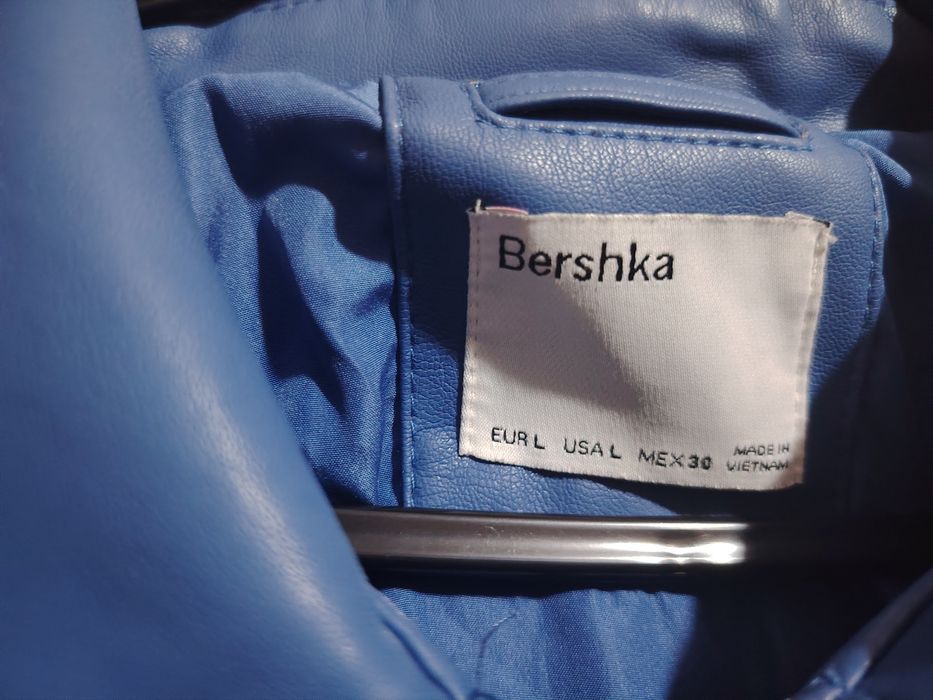 Bershka
EUR L USA L MEX 30 MADE IN
VIETNAM